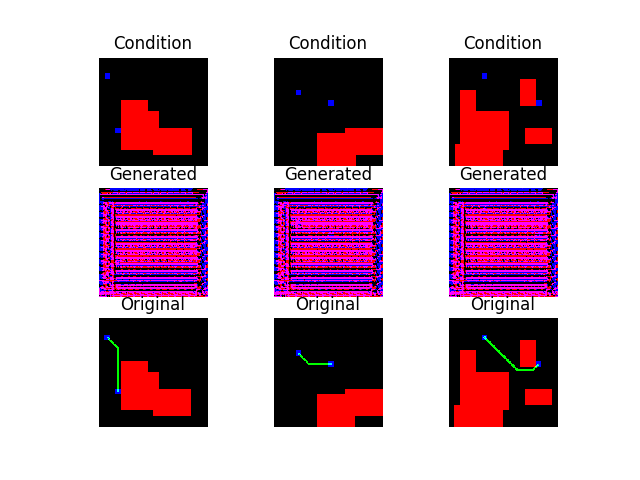 Condition Condition Condition
Generated Generated Generated
Original Original Original